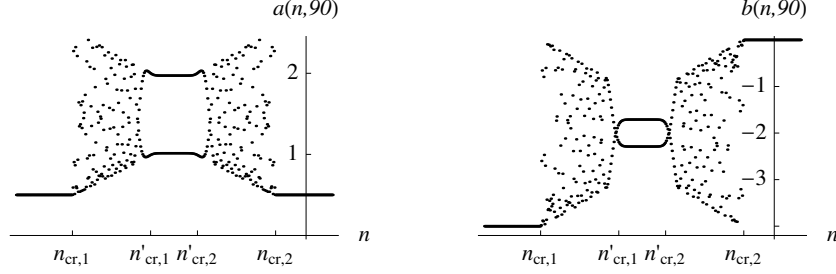 a(n,90)
2
1
n
n_cr,1 n'_cr,1 n'_cr,2 n_cr,2
b(n,90)
−1
−2
−3
n
n_cr,1 n'_cr,1 n'_cr,2 n_cr,2